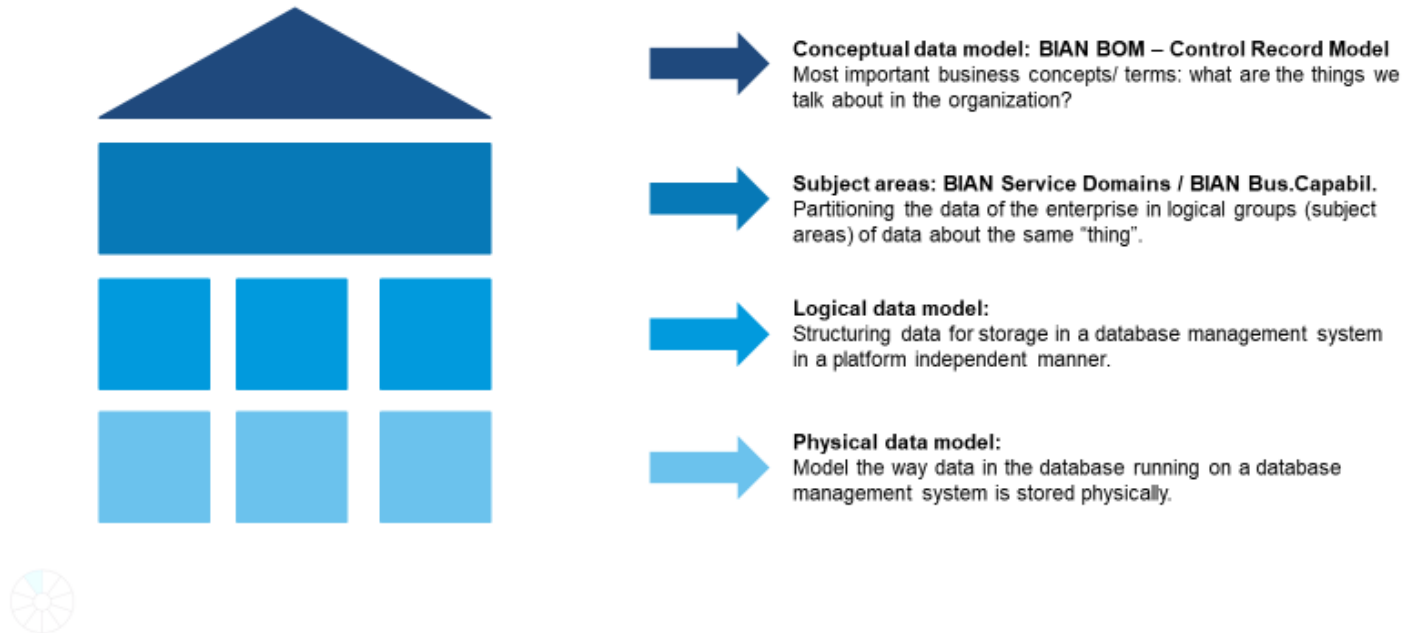 Conceptual data model: BIAN BOM – Control Record Model
Most important business concepts/ terms: what are the things we
talk about in the organization?
Subject areas: BIAN Service Domains / BIAN Bus.Capabil.
Partitioning the data of the enterprise in logical groups (subject
areas) of data about the same “thing”.
Logical data model:
Structuring data for storage in a database management system
in a platform independent manner.
Physical data model:
Model the way data in the database running on a database
management system is stored physically.